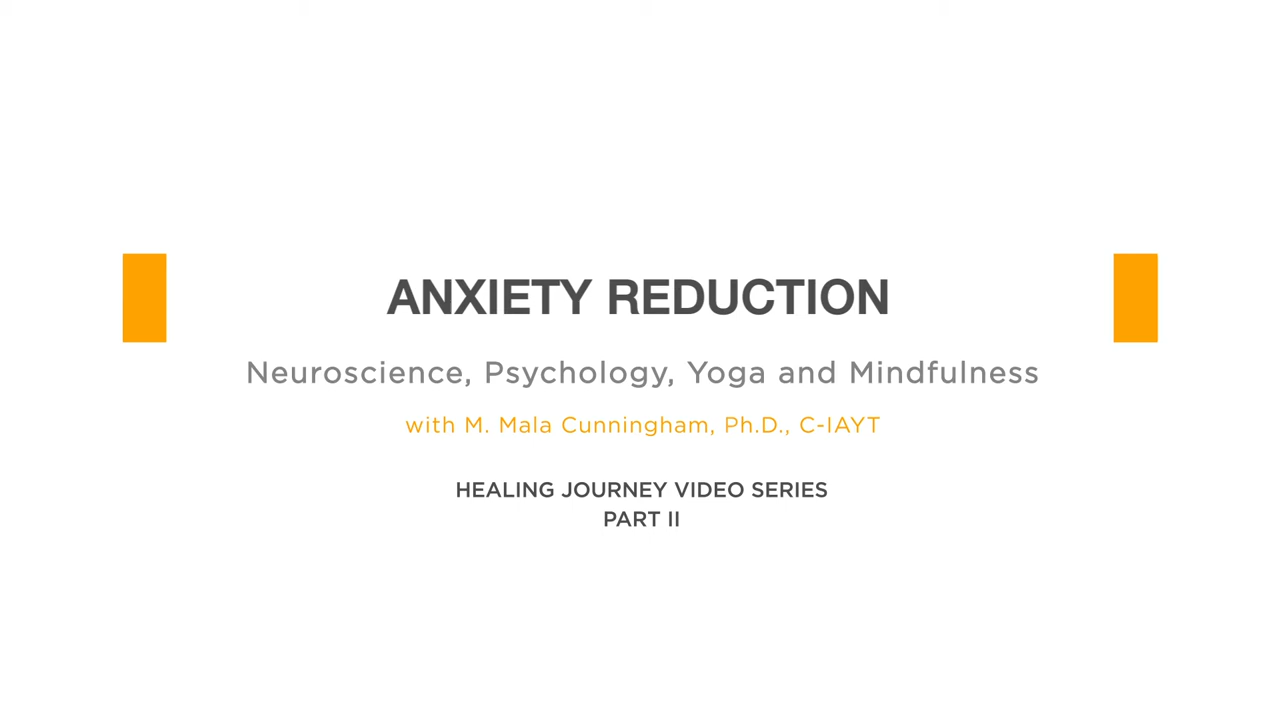 ANXIETY REDUCTION
Neuroscience, Psychology, Yoga and Mindfulness
with M. Mala Cunningham, Ph.D., C-IAYT
HEALING JOURNEY VIDEO SERIES
PART II